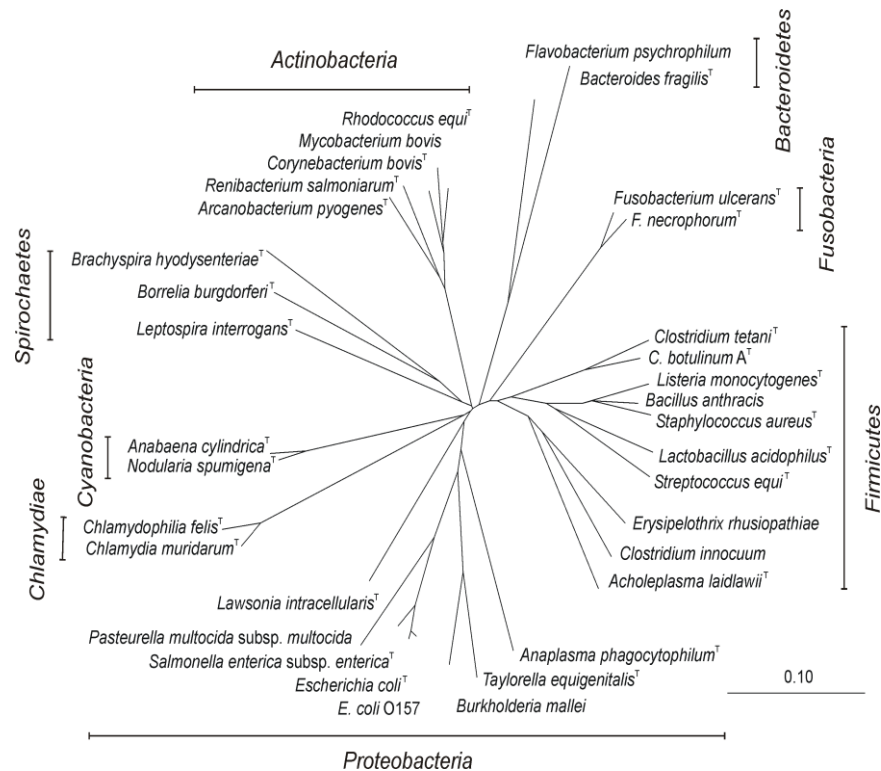 Actinobacteria
Flavobacterium psychrophilum
Bacteroides fragilisᵀ
Bacteroidetes
Rhodococcus equiᵀ
Mycobacterium bovis
Corynebacterium bovisᵀ
Renibacterium salmoniarumᵀ
Arcanobacterium pyogenesᵀ
Fusobacterium ulceransᵀ
F. necrophorumᵀ
Fusobacteria
Spirochaetes
Brachyspira hyodysenteriaeᵀ
Borrelia burgdorferiᵀ
Leptospira interrogansᵀ
Clostridium tetaniᵀ
C. botulinum Aᵀ
Listeria monocytogenesᵀ
Bacillus anthracis
Staphylococcus aureusᵀ
Lactobacillus acidophilusᵀ
Streptococcus equiᵀ
Erysipelothrix rhusiopathiae
Clostridium innocuum
Acholeplasma laidlawiiᵀ
Firmicutes
Cyanobacteria
Anabaena cylindricaᵀ
Nodularia spumigenaᵀ
Chlamydiae
Chlamydophilia felisᵀ
Chlamydia muridarumᵀ
Lawsonia intracellularisᵀ
Pasteurella multocida subsp. multocida
Salmonella enterica subsp. entericaᵀ
Escherichia coliᵀ
E. coli O157
Anaplasma phagocytophilumᵀ
Taylorella equigenitalisᵀ
Burkholderia mallei
0.10
Proteobacteria